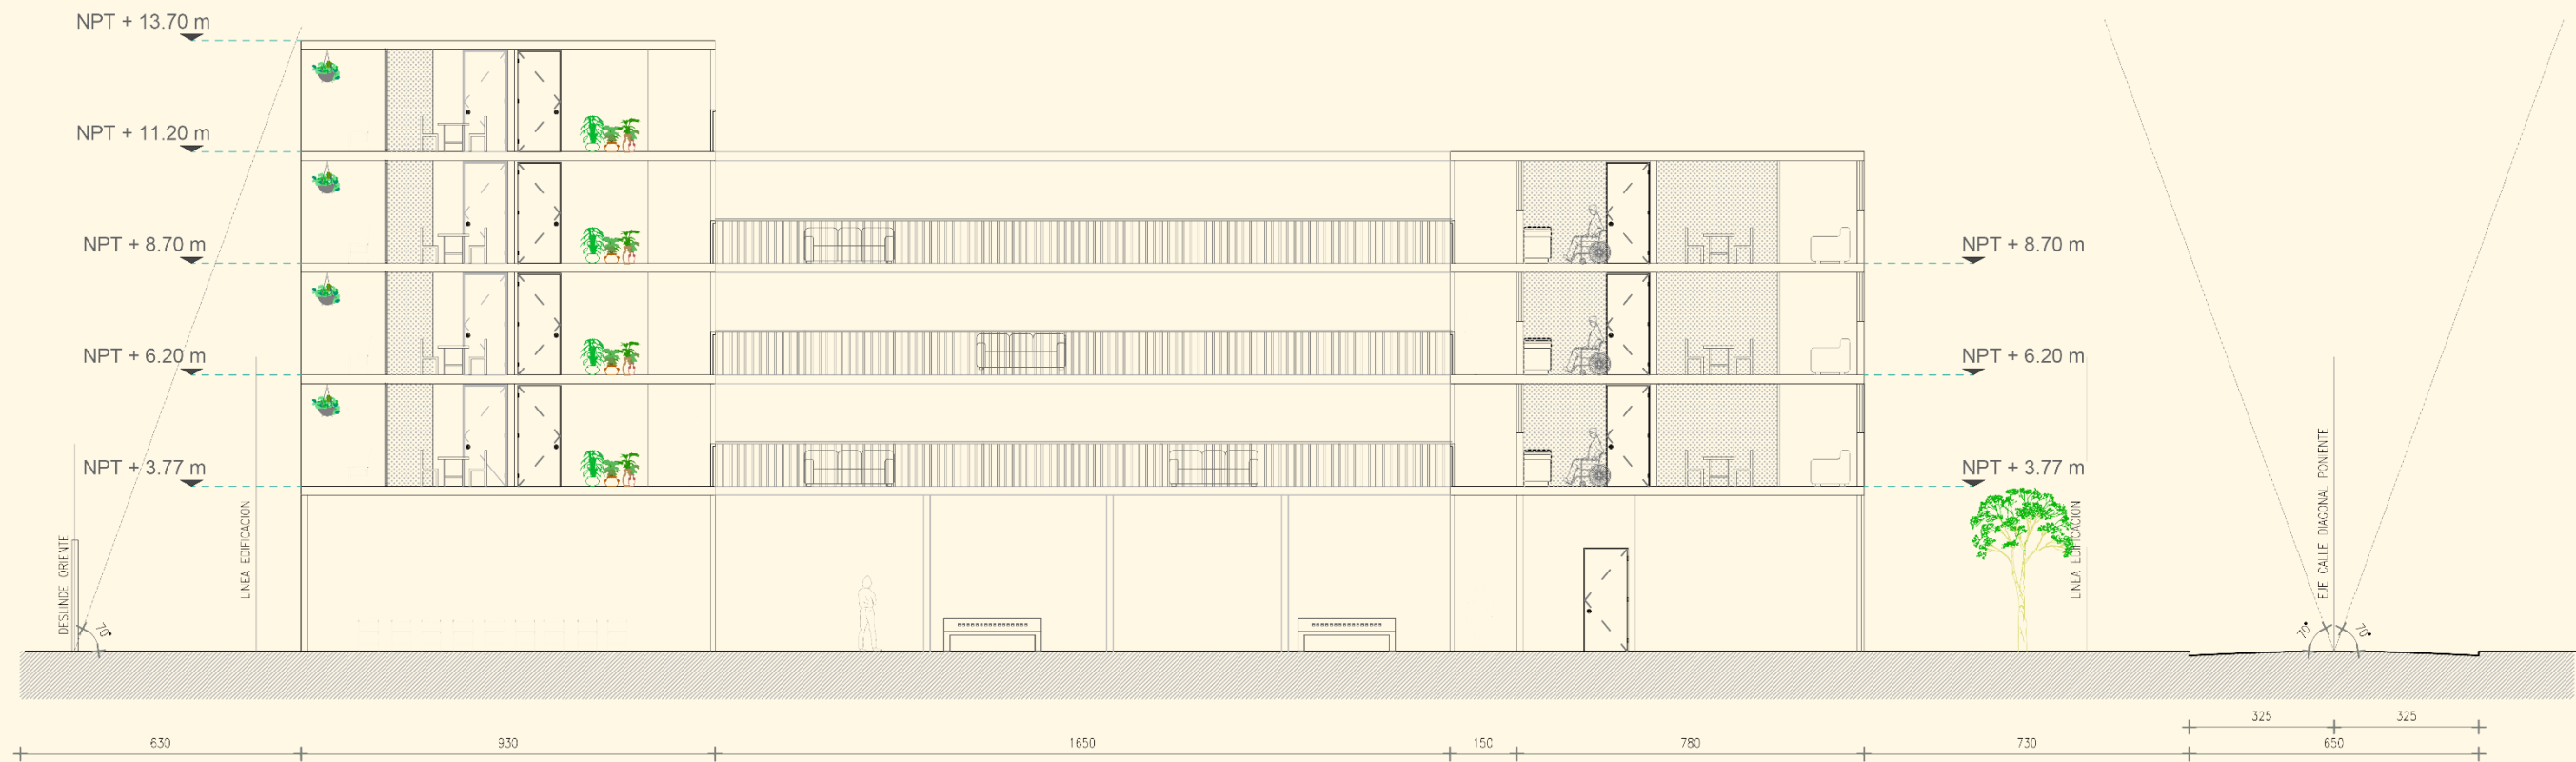 NPT + 13.70 m
NPT + 11.20 m
NPT + 8.70 m
NPT + 8.70 m
NPT + 6.20 m
NPT + 6.20 m
NPT + 3.77 m
NPT + 3.77 m
DESLINDE ORIENTE
LÍNEA EDIFICACION
LÍNEA EDIFICACION
EJE CALLE DIAGONAL PONIENTE
70°
70°
70°
325
325
630
930
1650
150
780
730
650